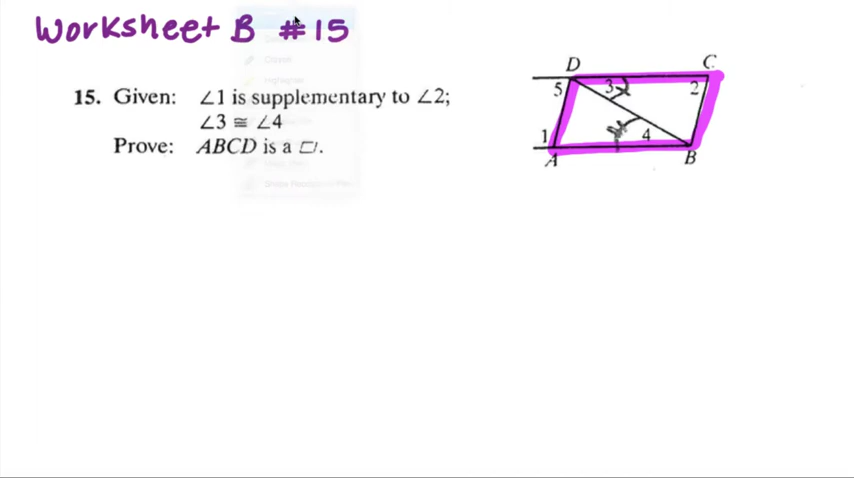 Worksheet B #15
15. Given: ∠1 is supplementary to ∠2;
∠3 ≅ ∠4
Prove: ABCD is a ▱.
D C
5 3 2
1 4
A B